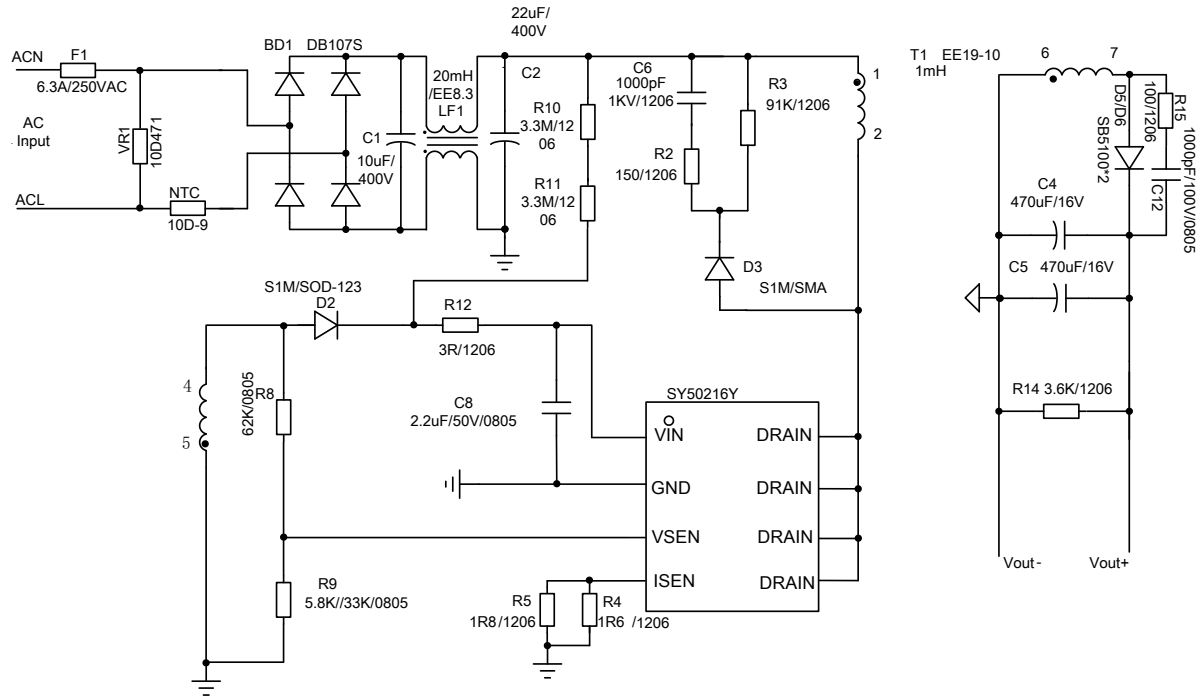 22uF/
400V
ACN
F1
6.3A/250VAC
BD1
DB107S
20mH
/EE8.3
LF1
C2
C6
1000pF
1KV/1206
R3
91K/1206
1
2
T1 EE19-10
1mH
6
7
AC
Input
VR1
10D471
C1
10uF/
400V
R10
3.3M/12
06
R2
150/1206
D5/D6
SB5100*2
R15
100/1206
1000pF/100V/0805
C12
ACL
NTC
10D-9
R11
3.3M/12
06
C4
470uF/16V
D3
S1M/SMA
C5 470uF/16V
S1M/SOD-123
D2
R12
3R/1206
4
5
62K/0805
R8
C8
2.2uF/50V/0805
SY50216Y
R14 3.6K/1206
VIN
DRAIN
GND
DRAIN
VSEN
DRAIN
ISEN
DRAIN
Vout-
Vout+
R9
5.8K//33K/0805
R5
1R8/1206
R4
1R6 /1206